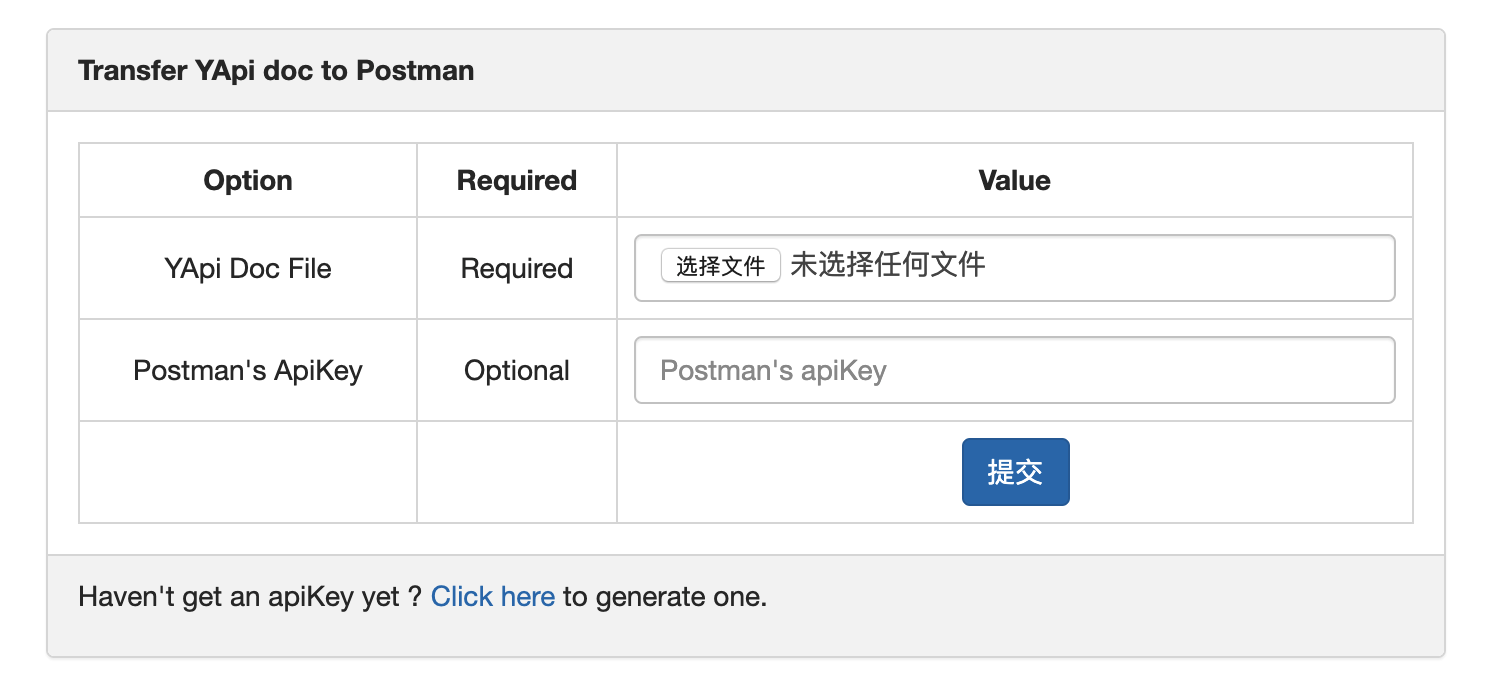 Transfer YApi doc to Postman
Option Required Value
YApi Doc File Required 选择文件 未选择任何文件
Postman's ApiKey Optional Postman's apiKey
提交
Haven't get an apiKey yet ? Click here to generate one.